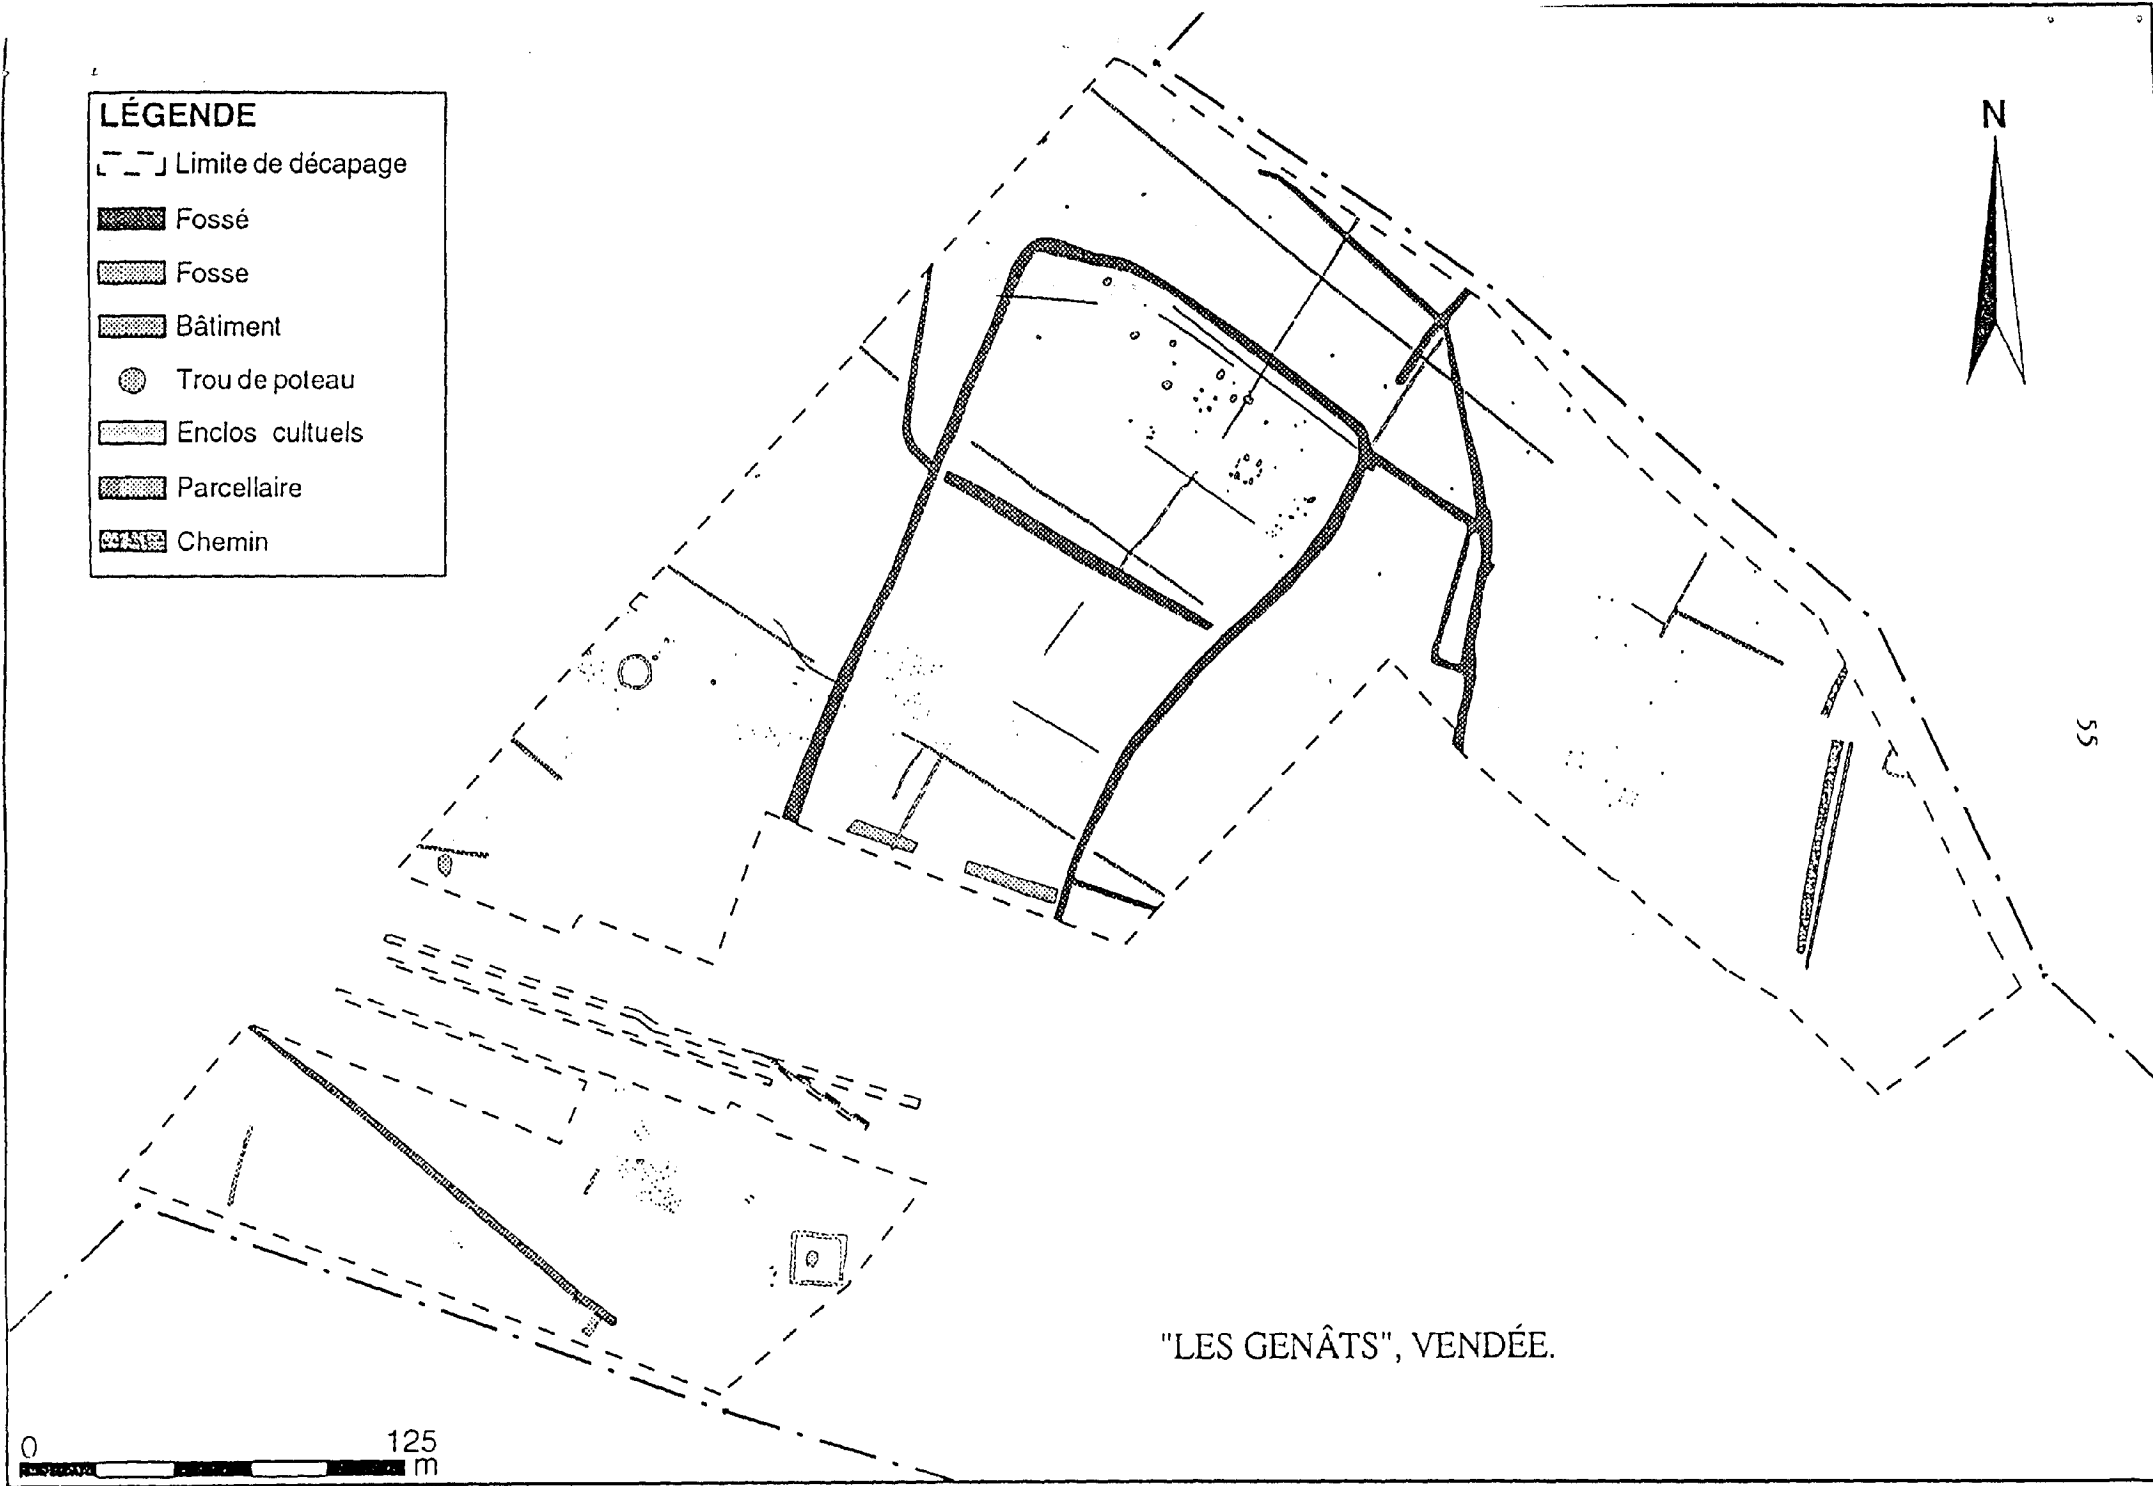 LÉGENDE
Limite de décapage
Fossé
Fosse
Bâtiment
Trou de poteau
Enclos cultuels
Parcellaire
Chemin
N
55
"LES GENÂTS", VENDÉE.
0 125
m